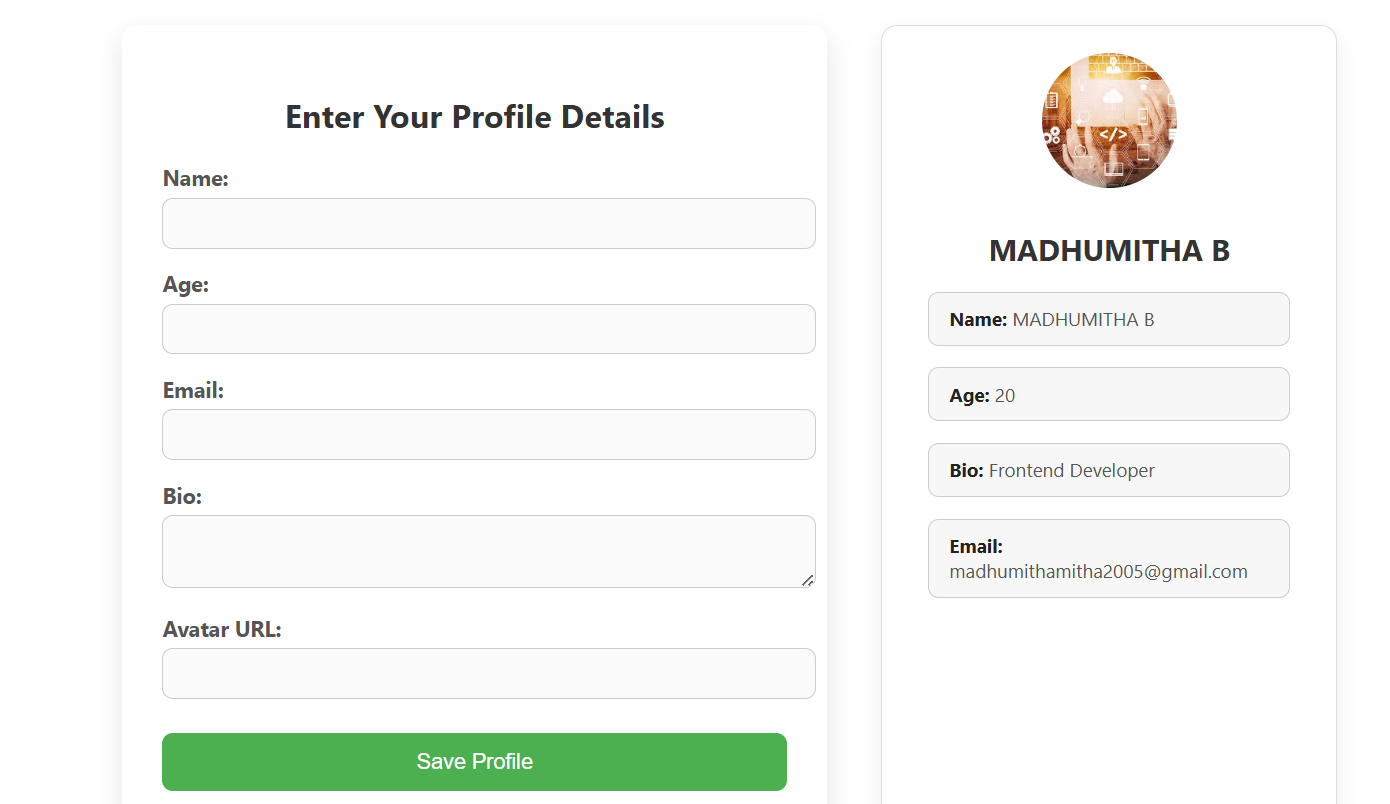 Enter Your Profile Details
Name:
Age:
Email:
Bio:
Avatar URL:
Save Profile
</>
MADHUMITHA B
Name: MADHUMITHA B
Age: 20
Bio: Frontend Developer
Email:
madhumithamitha2005@gmail.com